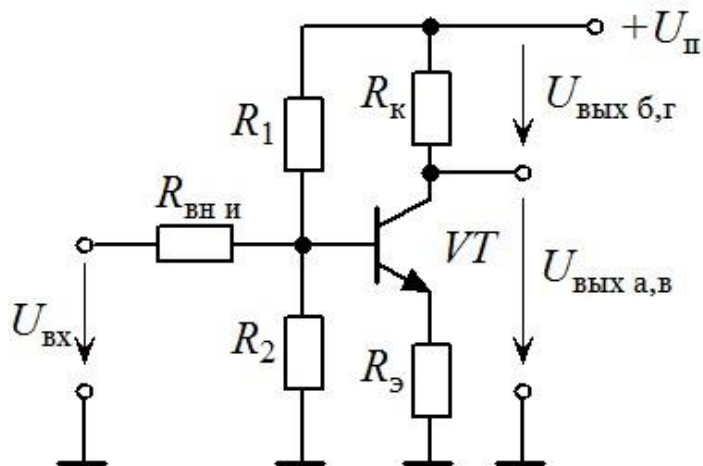 +Uп
Rк
Uвых б,г
R1
Rвн и
VT
Uвых а,в
Uвх
R2
Rэ